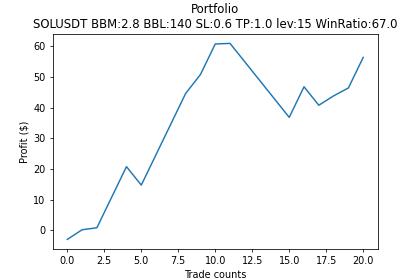 Portfolio
SOLUSDT BBM:2.8 BBL:140 SL:0.6 TP:1.0 lev:15 WinRatio:67.0
60
50
40
30
20
10
0
Profit ($)
0.0 2.5 5.0 7.5 10.0 12.5 15.0 17.5 20.0
Trade counts